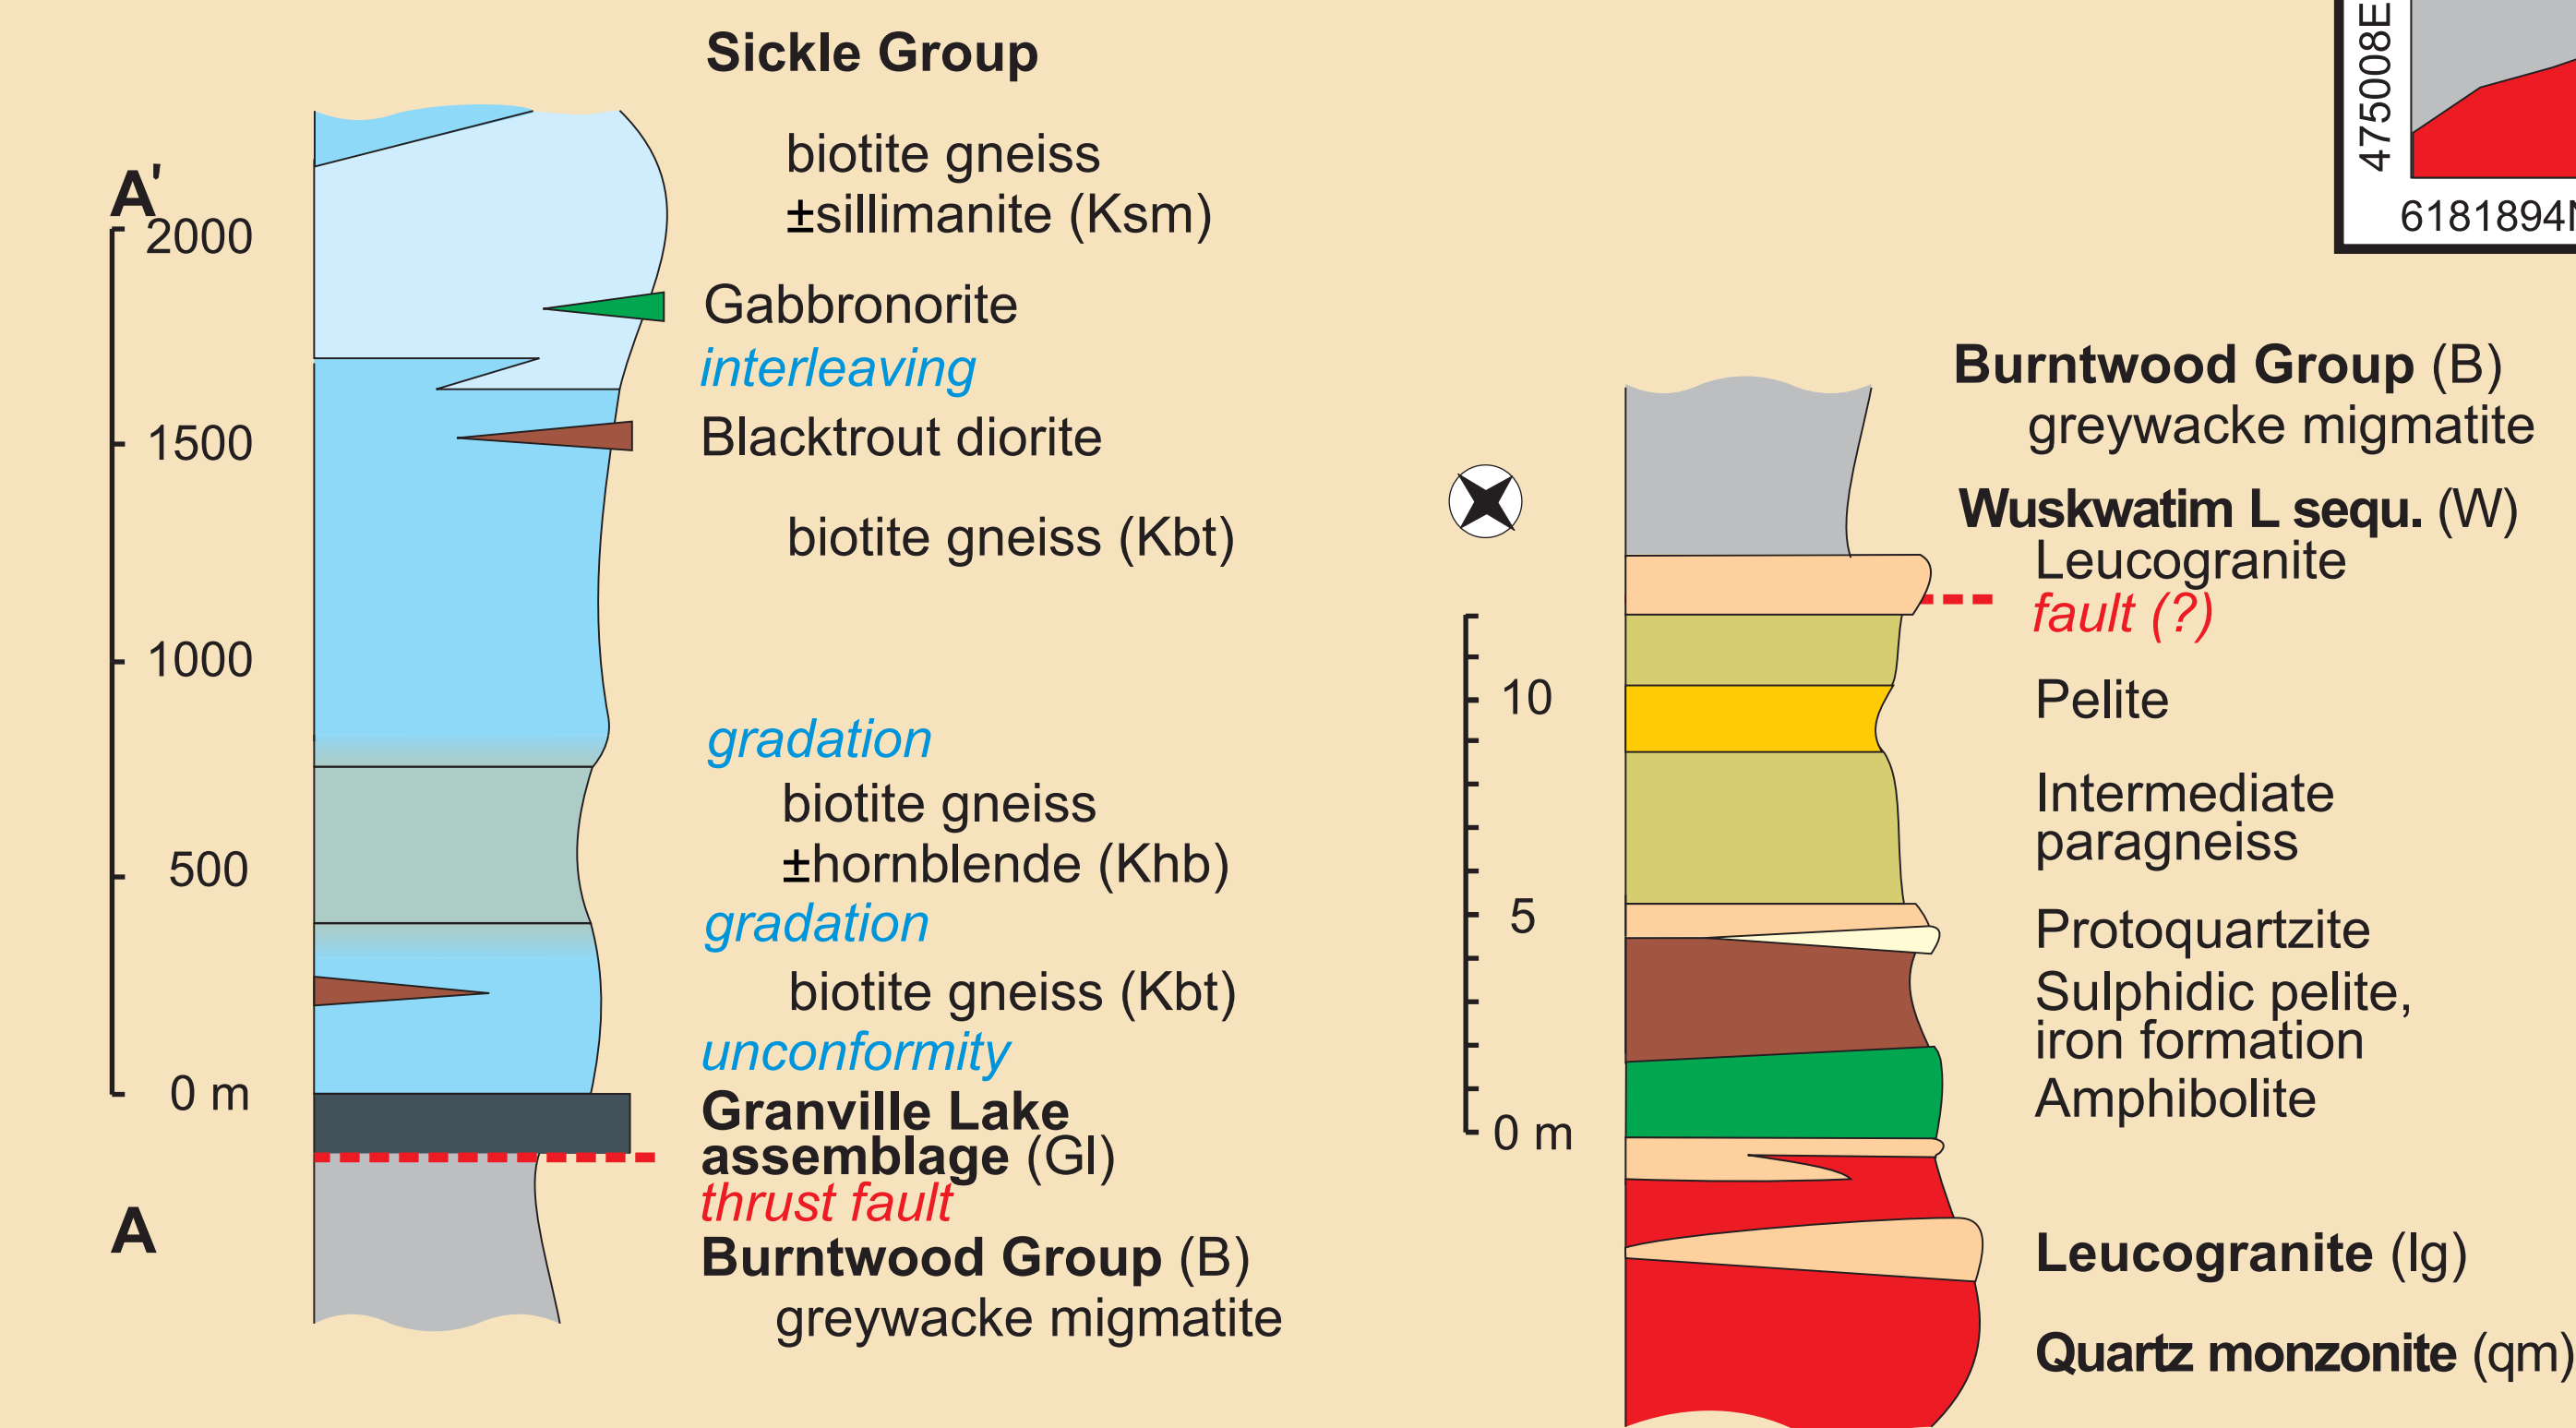 Sickle Group
biotite gneiss
±sillimanite (Ksm)
A'
2000
Gabbronorite
interleaving
1500
Blacktrout diorite
biotite gneiss (Kbt)
1000
gradation
biotite gneiss
±hornblende (Khb)
500
gradation
biotite gneiss (Kbt)
unconformity
0 m
Granville Lake
assemblage (Gl)
thrust fault
A
Burntwood Group (B)
greywacke migmatite
475008E
6181894N
Burntwood Group (B)
greywacke migmatite
Wuskwatim L sequ. (W)
Leucogranite
fault (?)
10
Pelite
Intermediate
paragneiss
5
Protoquartzite
Sulphidic pelite,
iron formation
Amphibolite
0 m
Leucogranite (lg)
Quartz monzonite (qm)